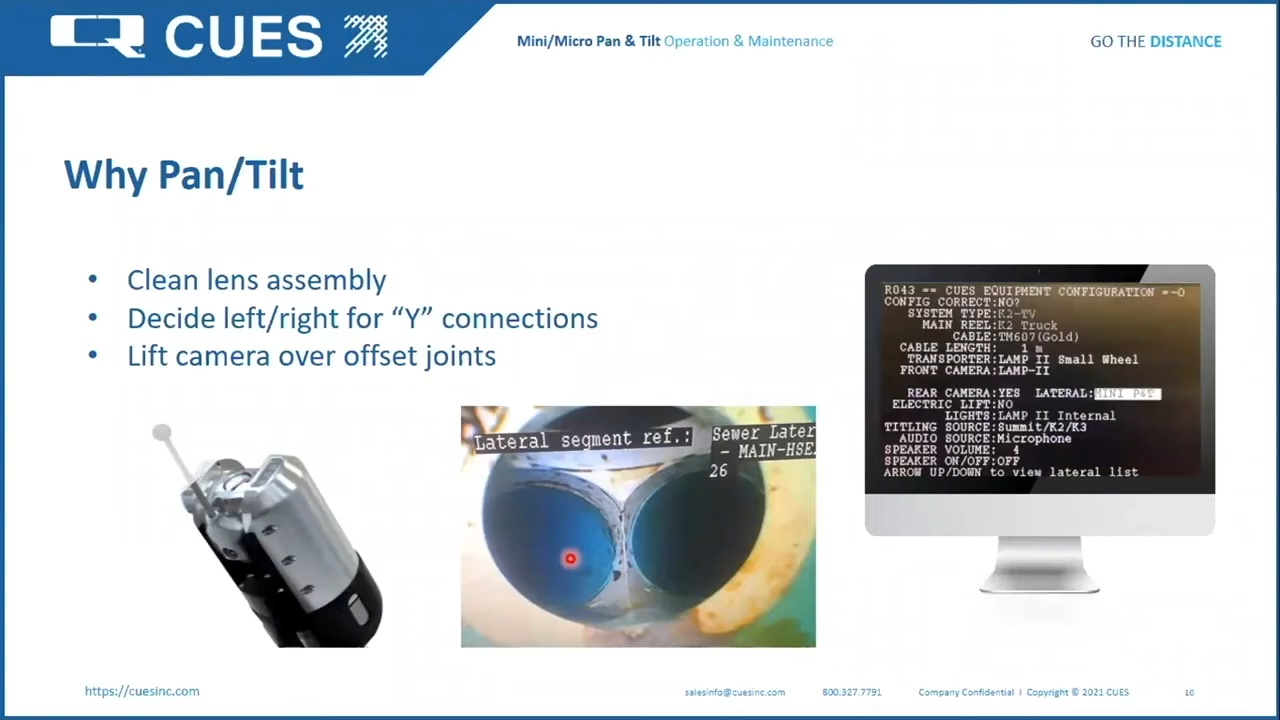 CUES
Mini/Micro Pan & Tilt Operation & Maintenance
GO THE DISTANCE
Why Pan/Tilt
• Clean lens assembly
• Decide left/right for “Y” connections
• Lift camera over offset joints
Lateral segment ref.:
Sewer Later
- MAIN-HSE
26
R043 == CUES EQUIPMENT CONFIGURATION =-O
CONFIG CORRECT:NO?
SYSTEM TYPE:K2-TV
MAIN REEL:K2 Truck
CABLE:TM607(Gold)
CABLE LENGTH: 1 m
TRANSPORTER:LAMP II Small Wheel
FRONT CAMERA:LAMP-II
REAR CAMERA:YES LATERAL:MINI P&T
ELECTRIC LIFT:NO
LIGHTS:LAMP II Internal
TITLING SOURCE:Summit/K2/K3
AUDIO SOURCE:Microphone
SPEAKER VOLUME: 4
SPEAKER ON/OFF:OFF
ARROW UP/DOWN to view lateral list
https://cuesinc.com
salesinfo@cuesinc.com
800.327.7791
Company Confidential I Copyright © 2021 CUES
10